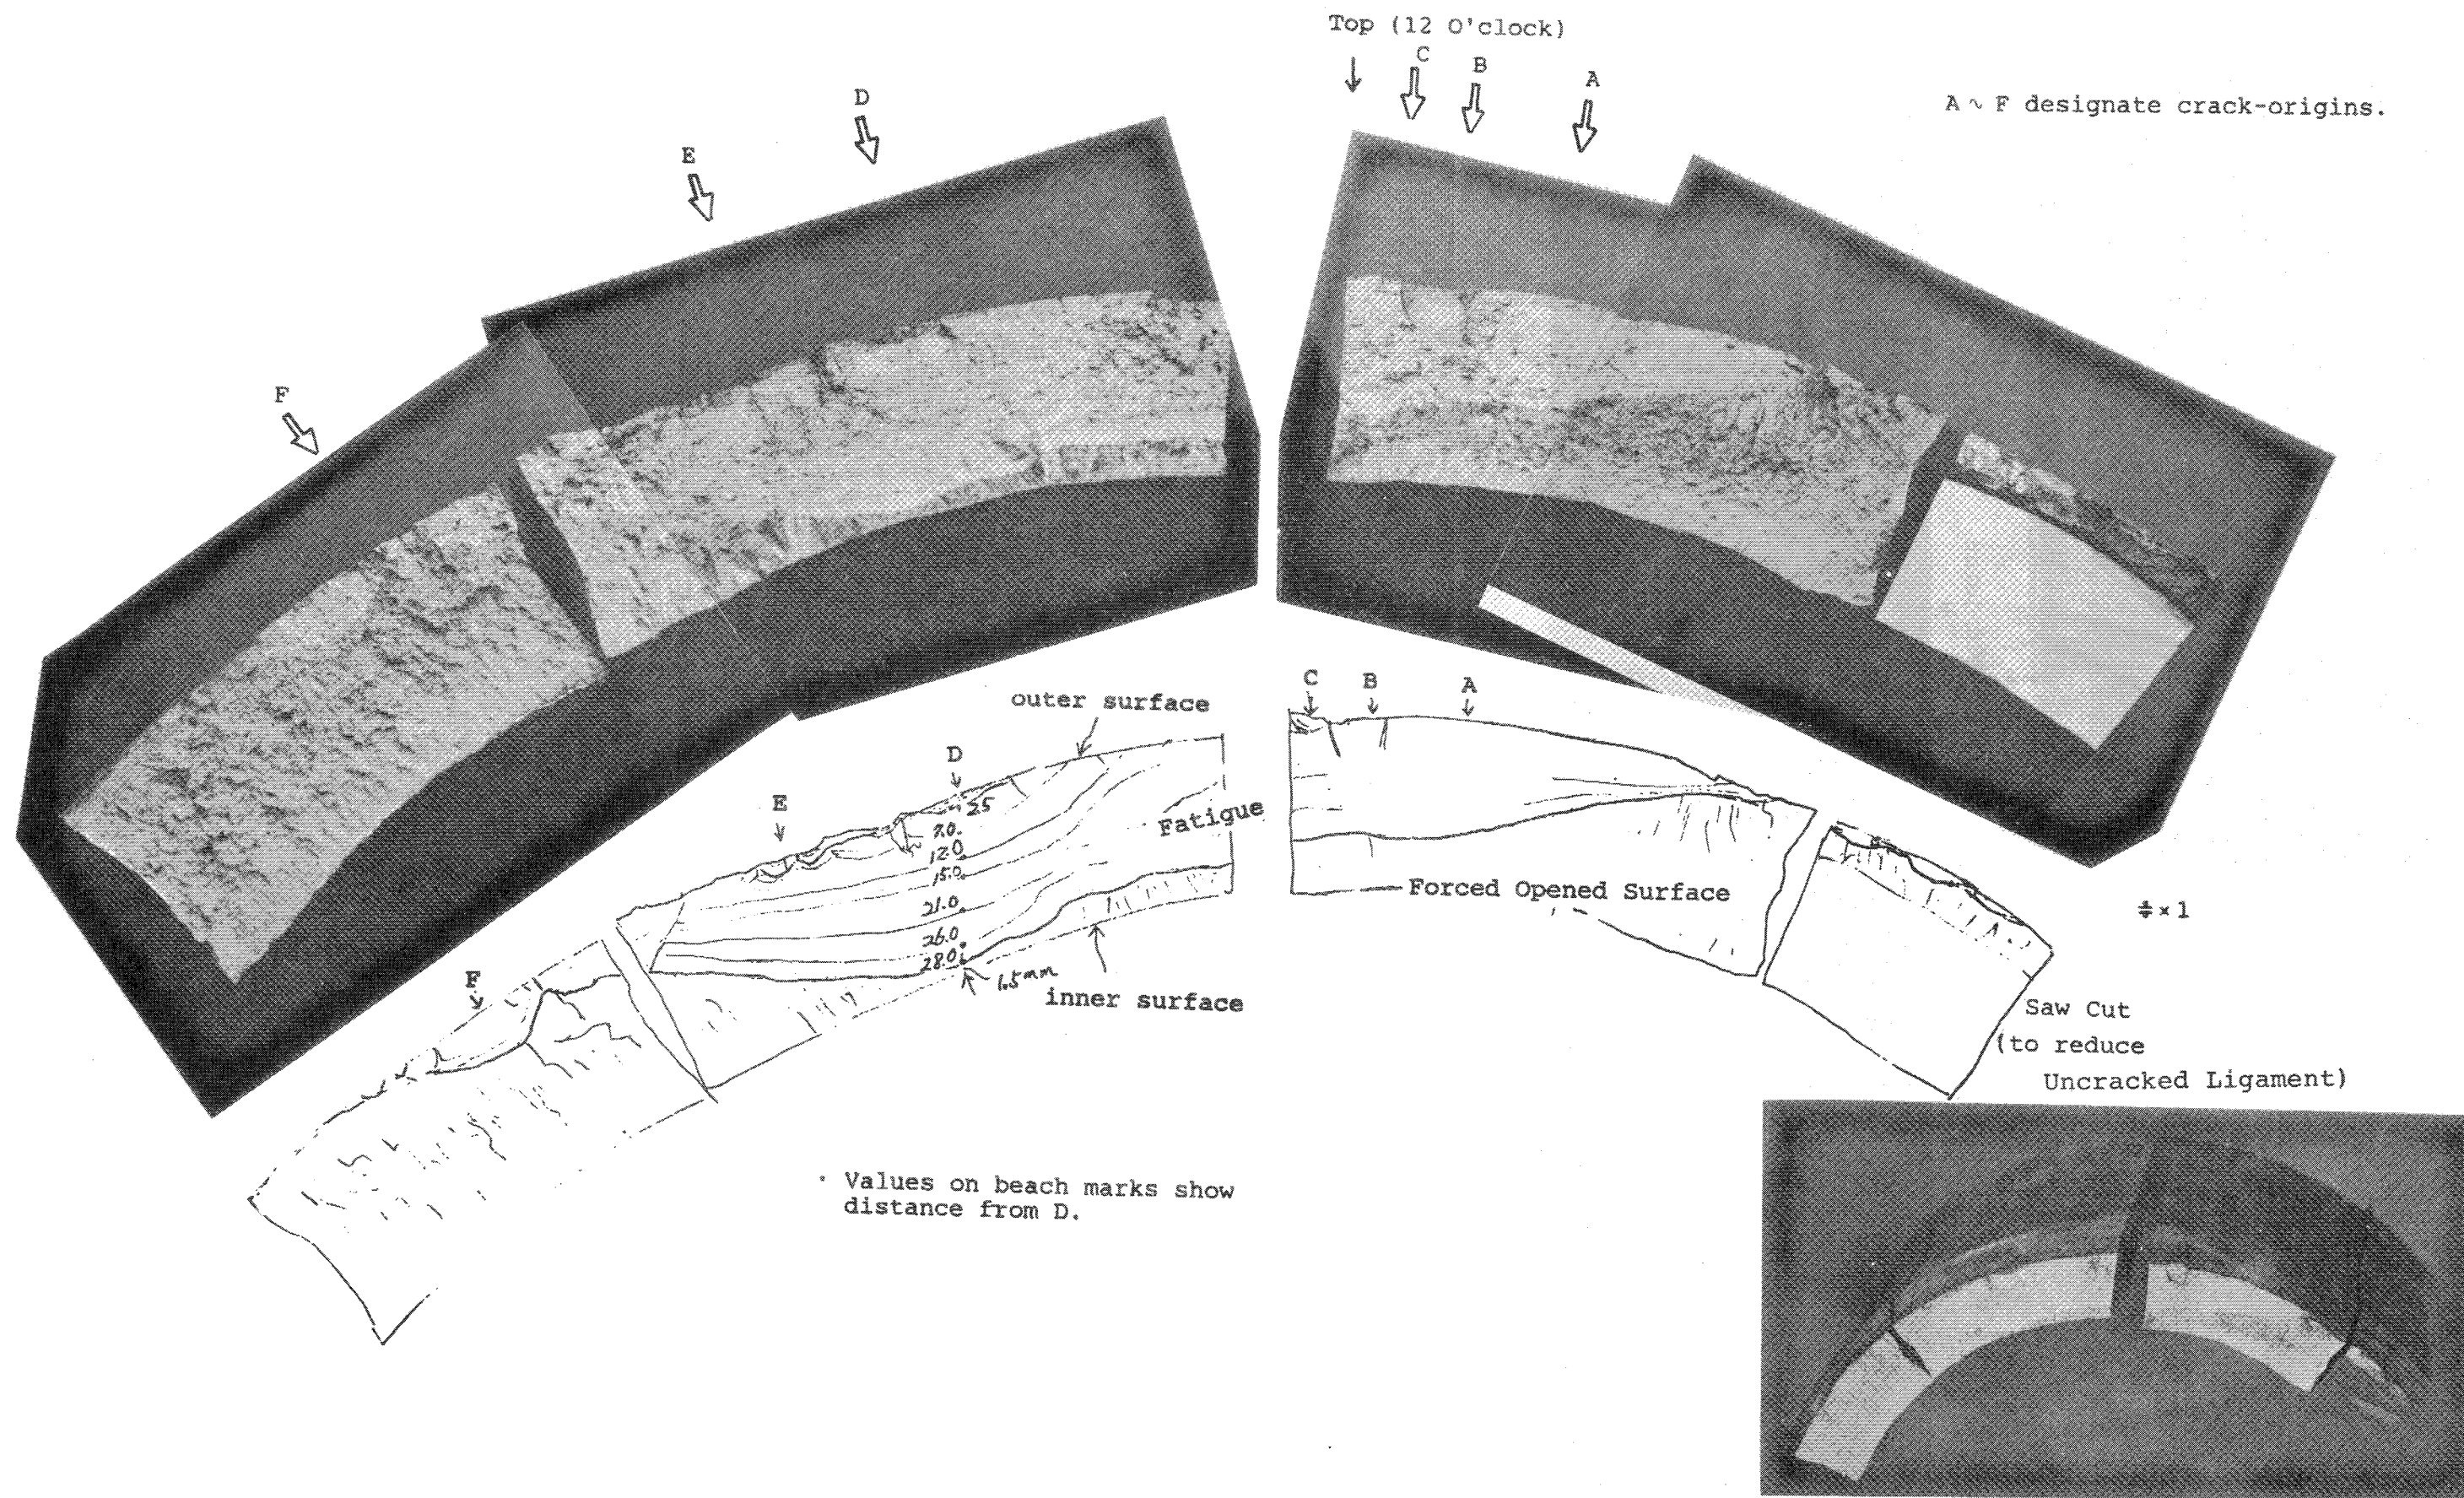 Top (12 O'clock)
C
B
A
D
E
F
A ~ F designate crack-origins.
outer surface
C
B
A
D
E
F
25
7.0.
12.0
15.0
21.0
26.0
28.0
1.5mm
Fatigue
inner surface
Forced Opened Surface
Saw Cut
(to reduce
Uncracked Ligament)
≑×1
· Values on beach marks show
distance from D.